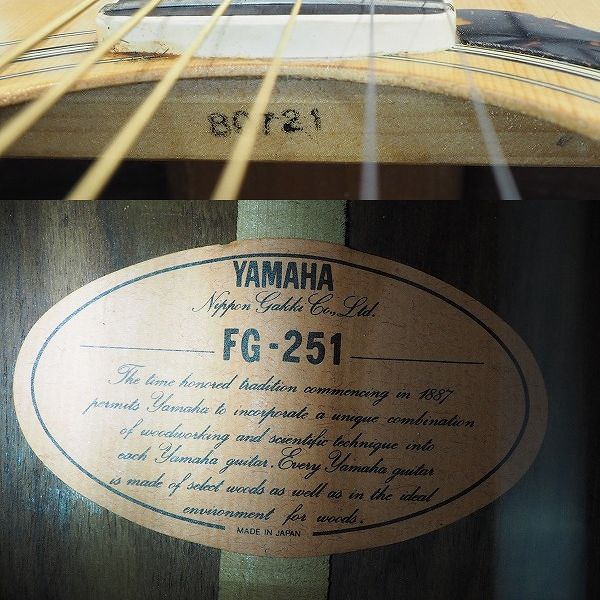 80121
YAMAHA
Nippon Gakki Co., Ltd.
FG-251
The time honored tradition commencing in 1887
permits Yamaha to incorporate a unique combination
of woodworking and scientific technique into
each Yamaha guitar. Every Yamaha guitar
is made of select woods as well as in the ideal
environment for woods.
MADE IN JAPAN